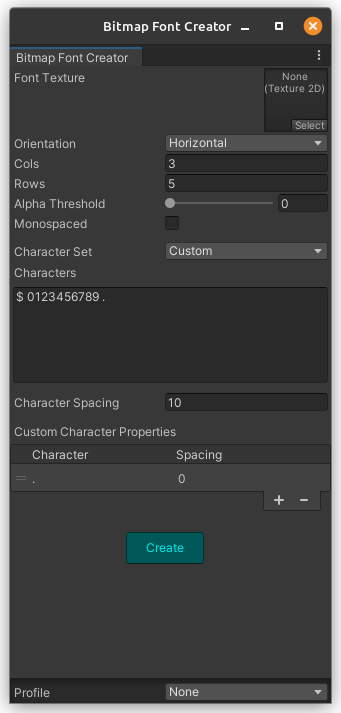 Bitmap Font Creator
Bitmap Font Creator
Font Texture
None
(Texture 2D)
Select
Orientation Horizontal
Cols 3
Rows 5
Alpha Threshold 0
Monospaced
Character Set Custom
Characters
$ 0123456789 .
Character Spacing 10
Custom Character Properties
Character Spacing
. 0
+ −
Create
Profile None